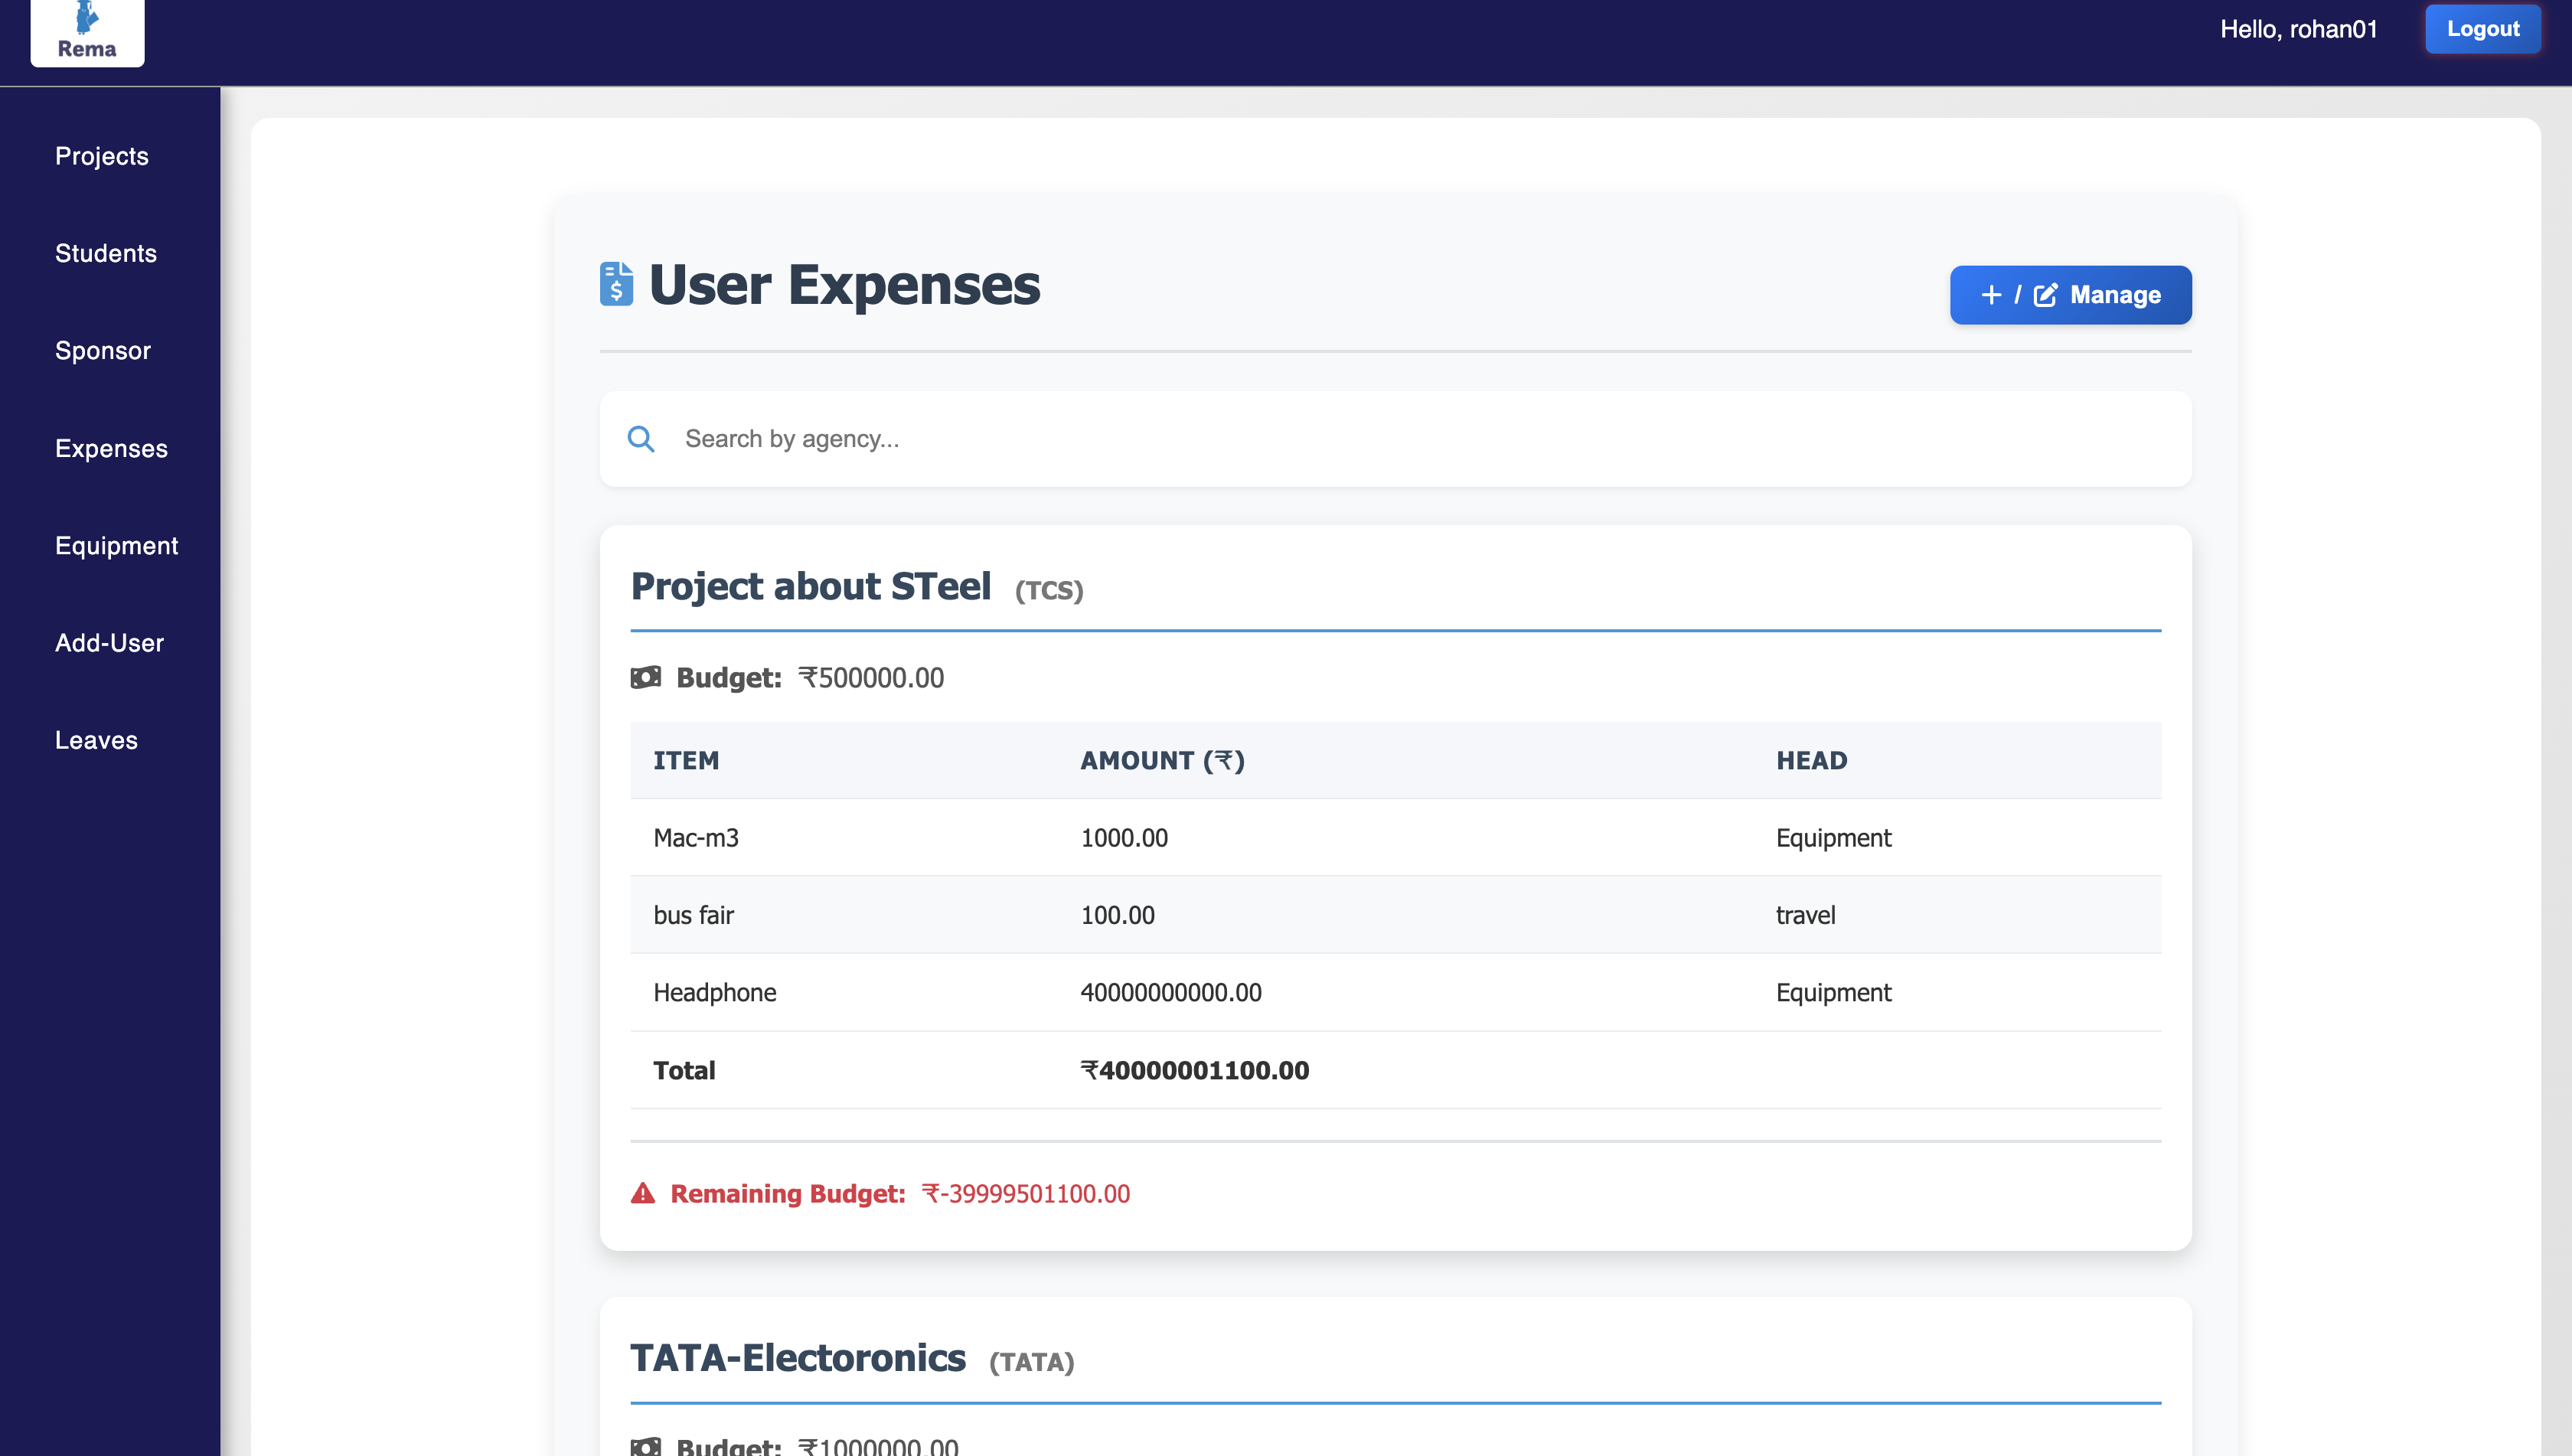 Rema
Hello, rohan01
Logout
Projects
Students
Sponsor
Expenses
Equipment
Add-User
Leaves
User Expenses
+ / Manage
Search by agency...
Project about STeel (TCS)
Budget: ₹500000.00
ITEM AMOUNT (₹) HEAD
Mac-m3 1000.00 Equipment
bus fair 100.00 travel
Headphone 40000000000.00 Equipment
Total ₹40000001100.00
Remaining Budget: ₹-39999501100.00
TATA-Electoronics (TATA)
Budget: ₹1000000.00